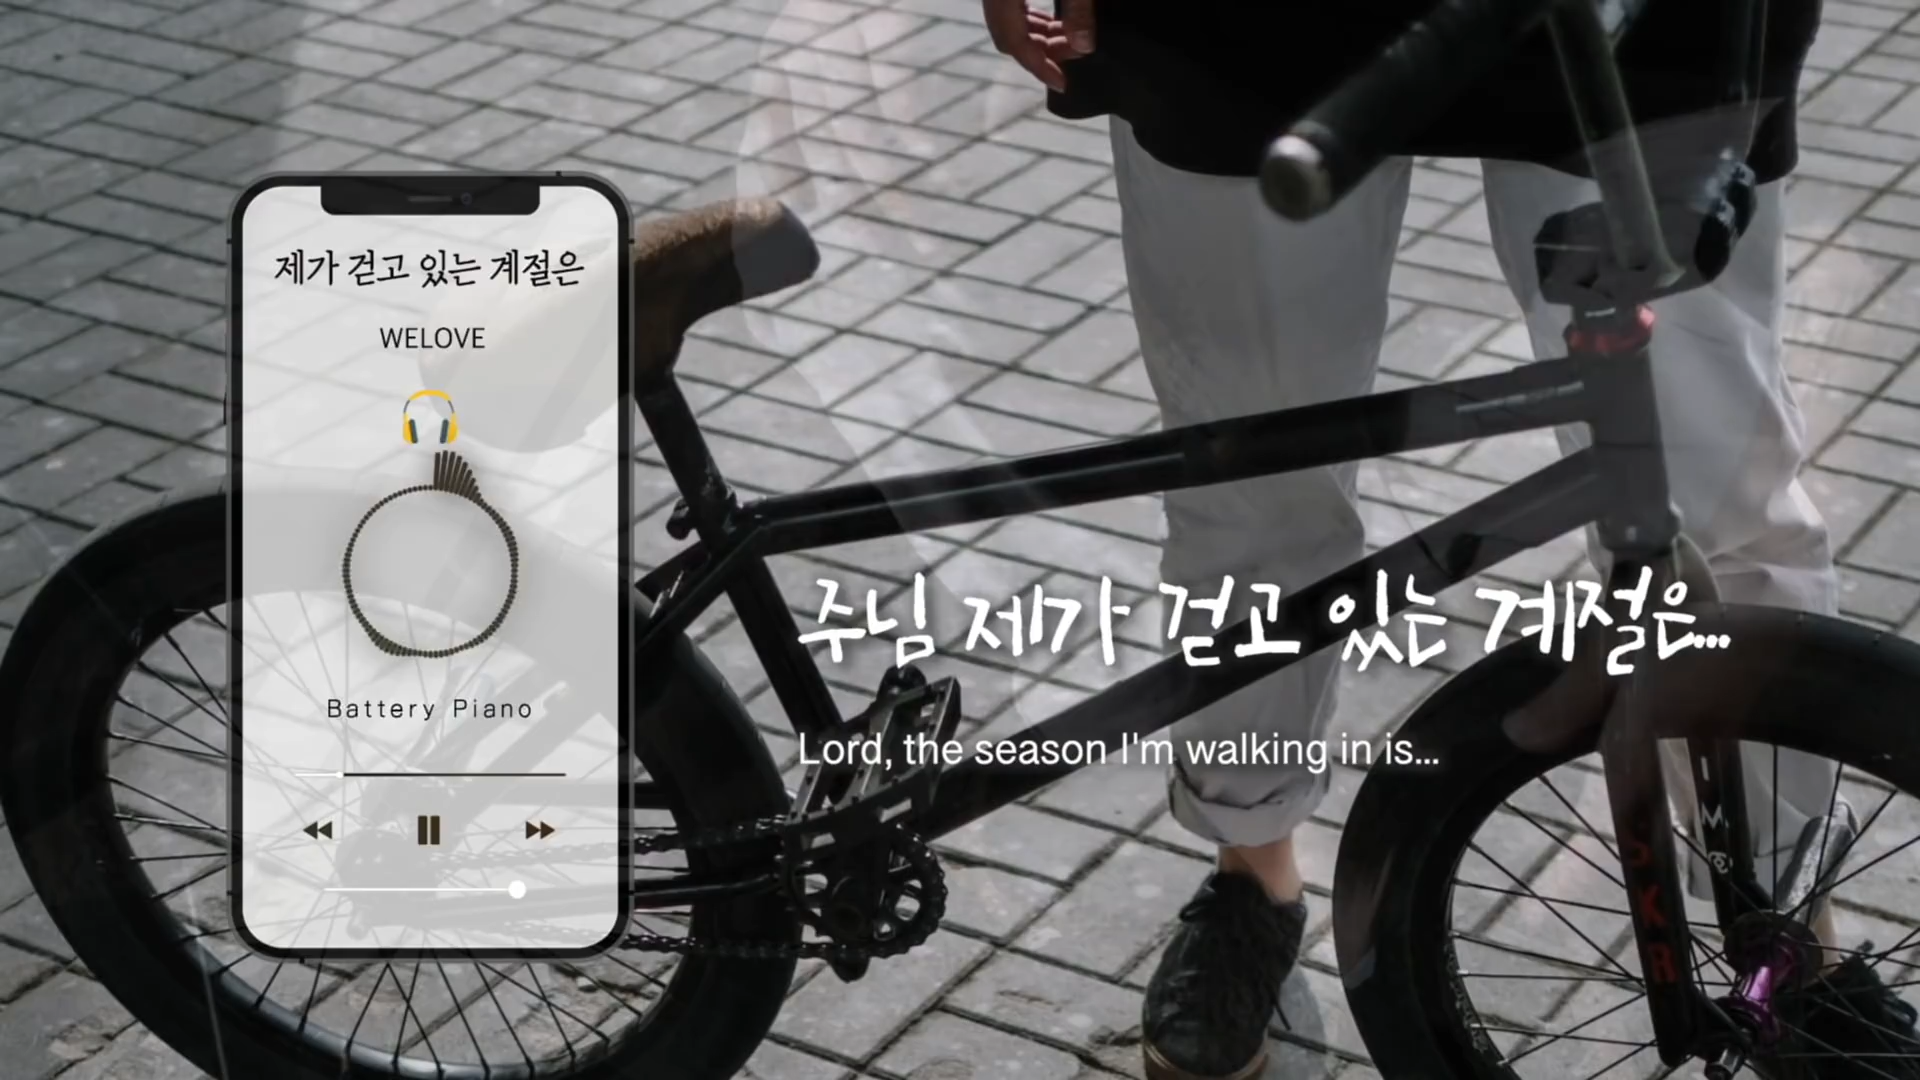 제가 걷고 있는 계절은
WELOVE
Battery Piano
주님 제가 걷고 있는 계절은...
Lord, the season I'm walking in is...
SKR